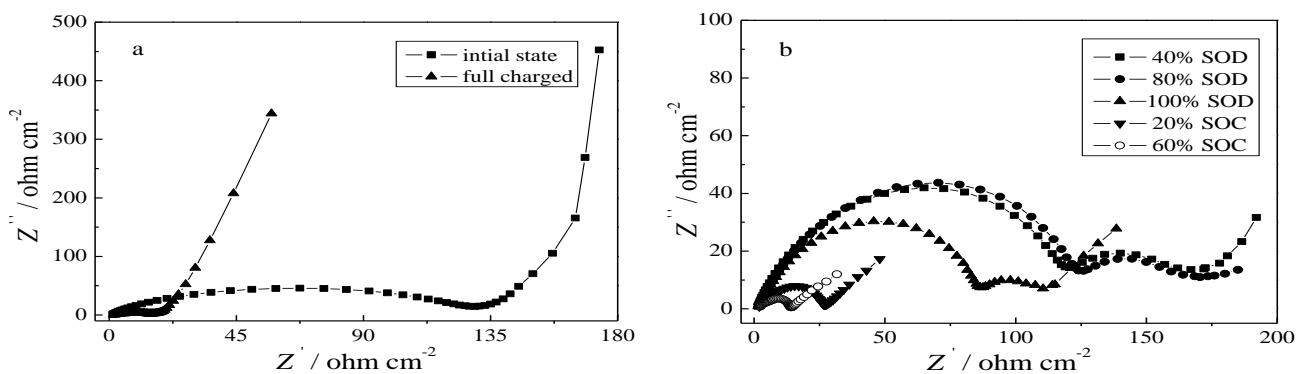 a
intial state
full charged
500
400
300
200
100
0
Z'' / ohm cm-2
0 45 90 135 180
Z' / ohm cm-2
b
40% SOD
80% SOD
100% SOD
20% SOC
60% SOC
100
80
60
40
20
0
Z'' / ohm cm-2
0 50 100 150 200
Z' / ohm cm-2